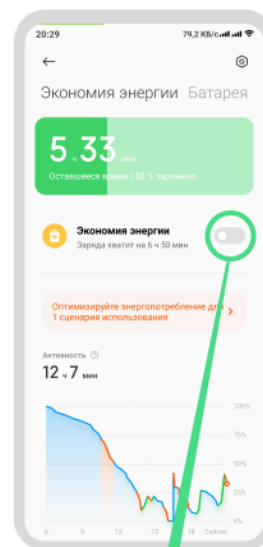 20:29 79,2 КБ/с
Экономия энергии Батарея
5 ч 33 мин
Оставшееся время | 33 % заряжено
Экономия энергии
Заряда хватит на 6 ч 50 мин
Оптимизируйте энергопотребление для
1 сценария использования
Активность
12 ч 7 мин
100%
75%
50%
25%
0%
6 9 12 15 18 Сейчас